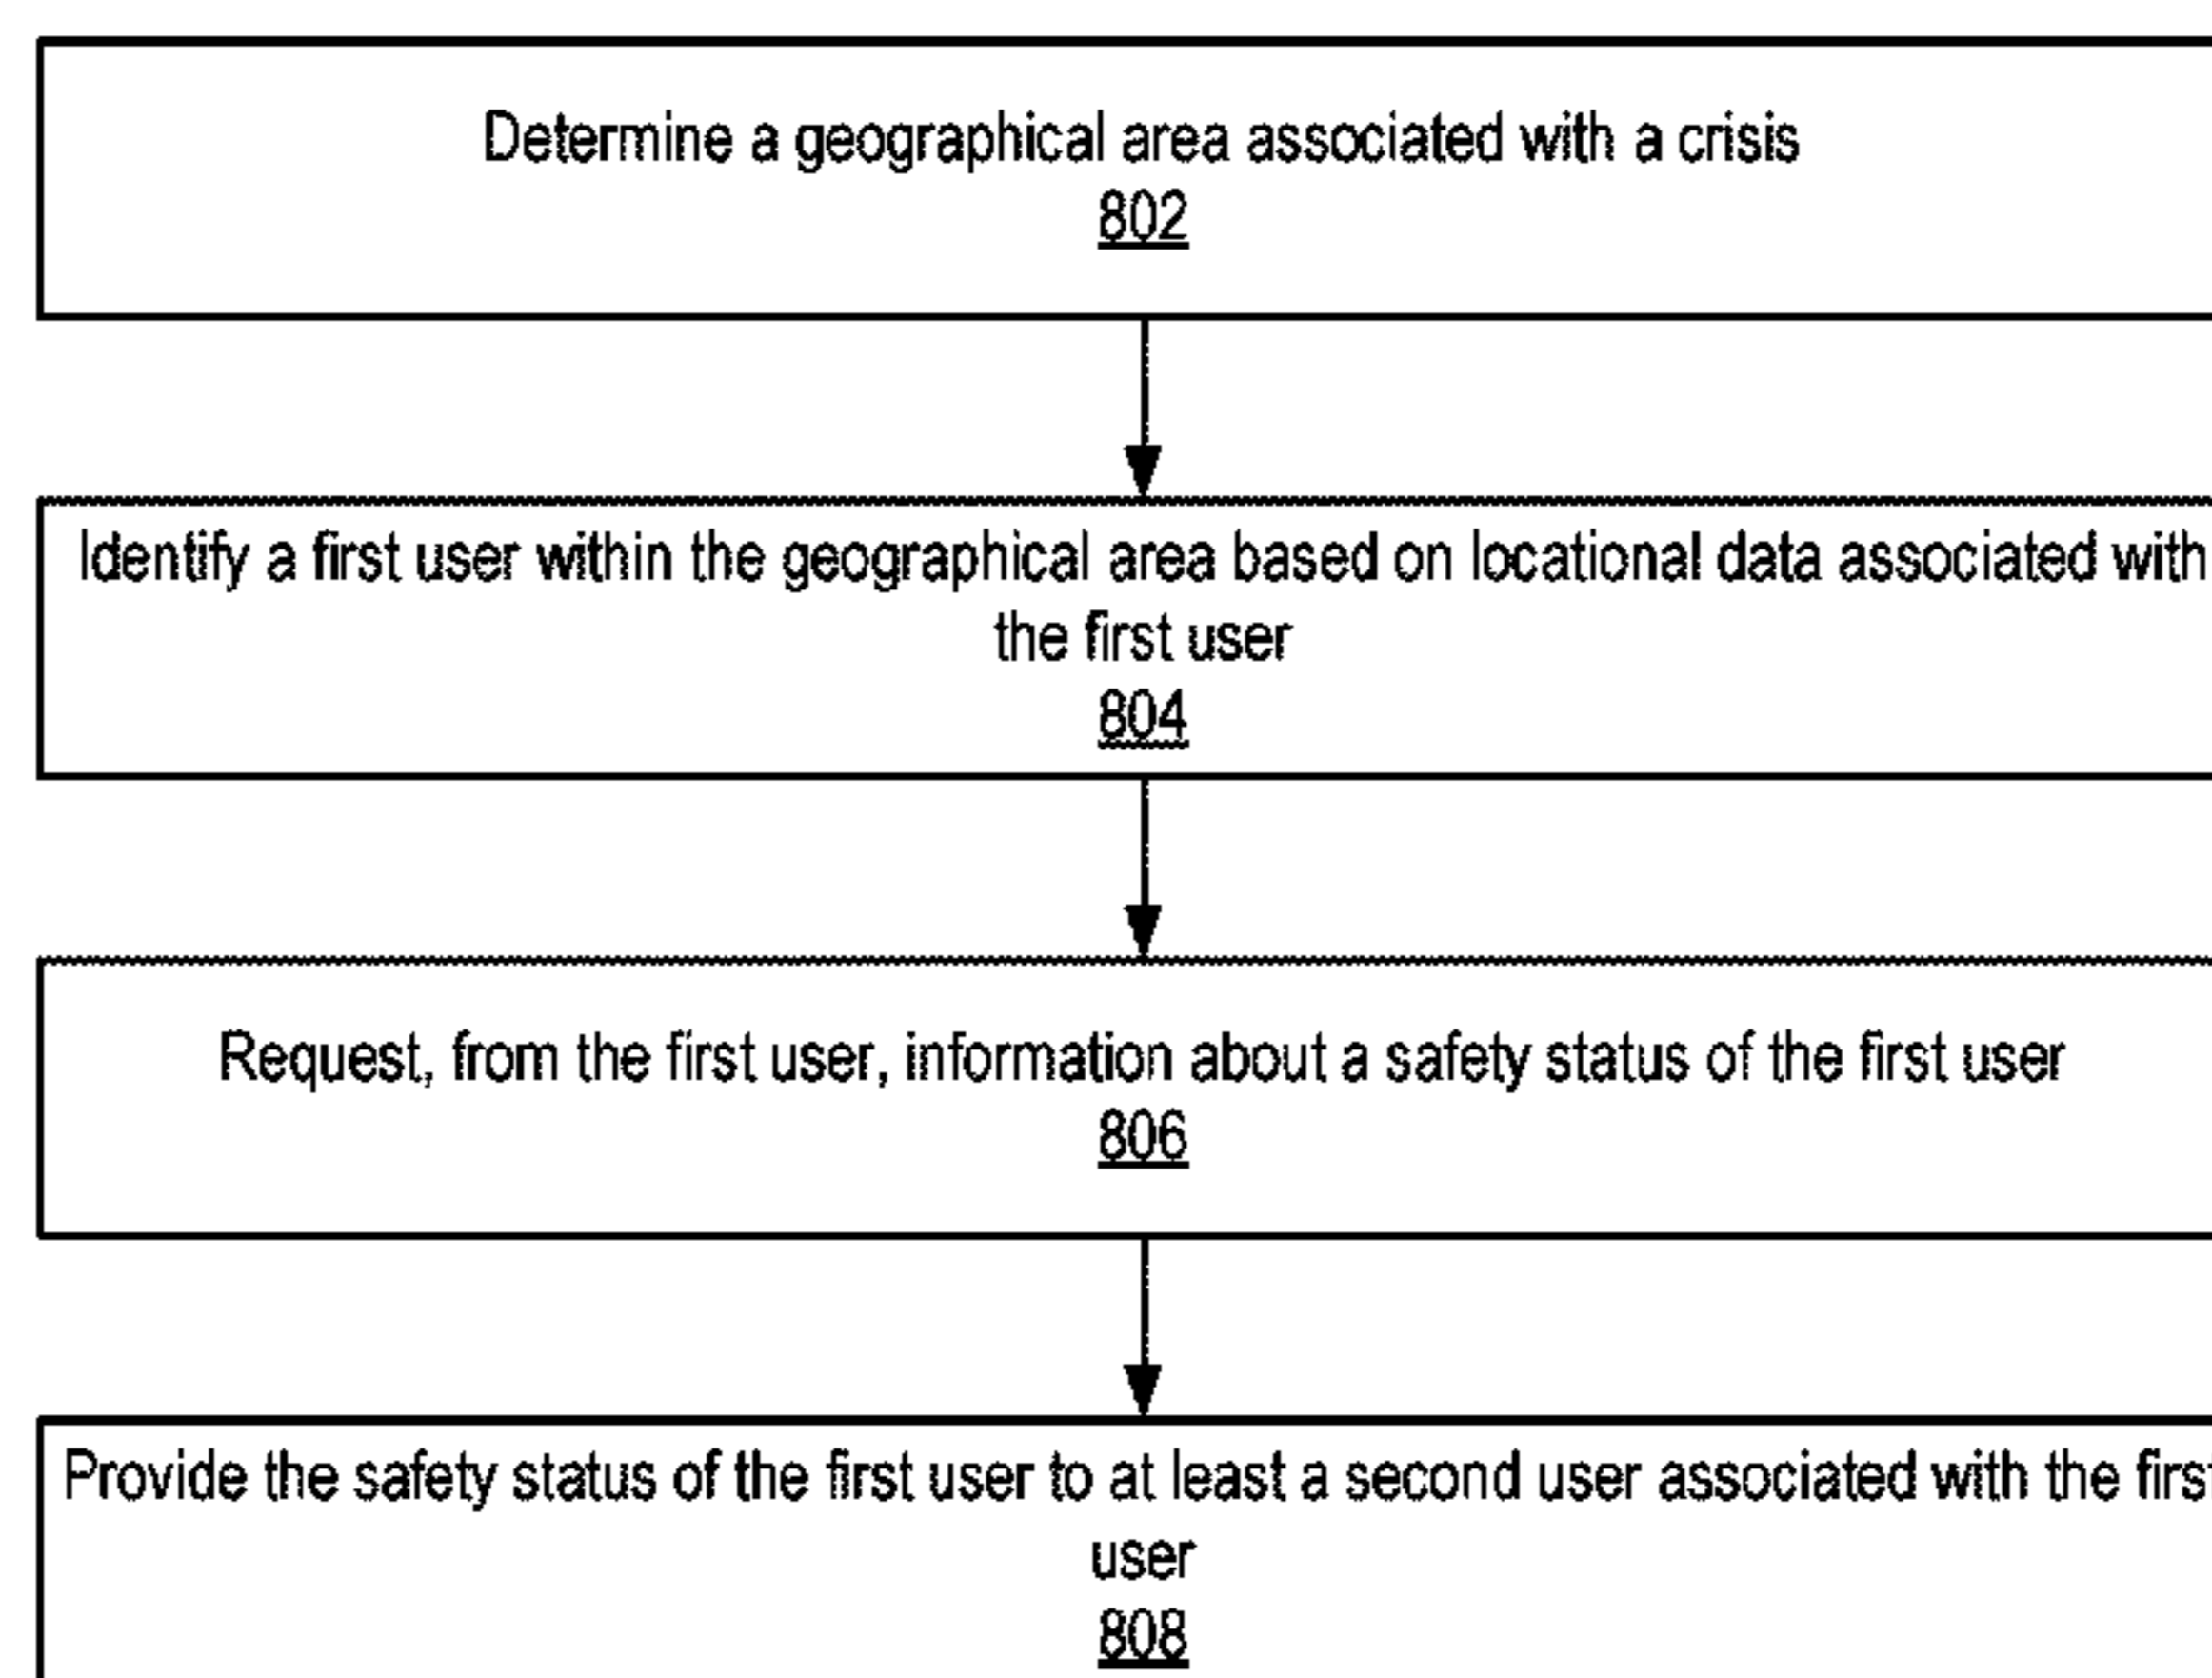 Determine a geographical area associated with a crisis
802
Identify a first user within the geographical area based on locational data associated with
the first user
804
Request, from the first user, information about a safety status of the first user
806
Provide the safety status of the first user to at least a second user associated with the first
user
808